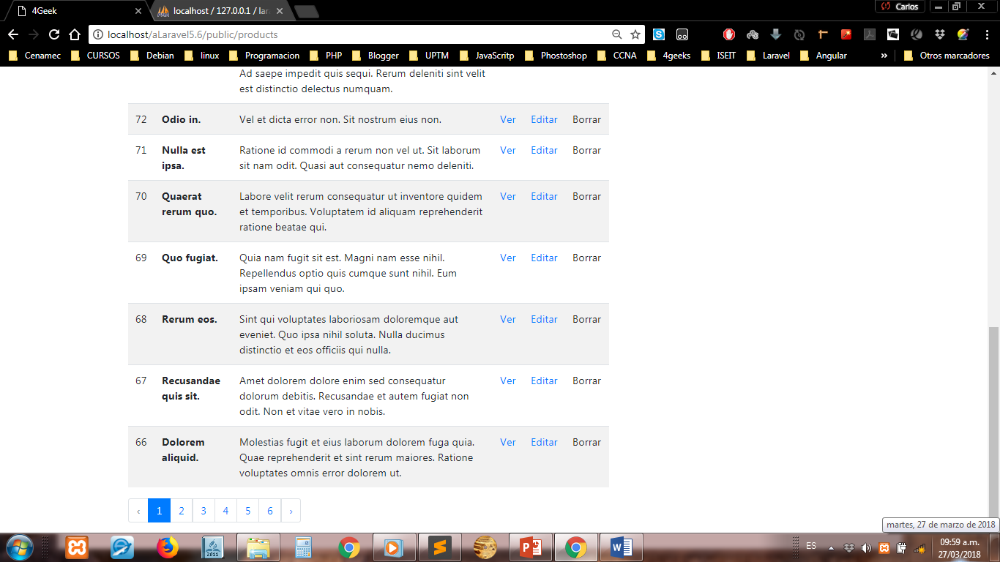 4Geek
localhost / 127.0.0.1 / lar
Carlos
localhost/aLaravel5.6/public/products
Cenamec CURSOS Debian linux Programacion PHP Blogger UPTM JavaScritp Phostoshop CCNA 4geeks ISEIT Laravel Angular » Otros marcadores
Ad saepe impedit quis sequi. Rerum deleniti sint velit
est distinctio delectus numquam.
72 Odio in. Vel et dicta error non. Sit nostrum eius non. Ver Editar Borrar
71 Nulla est Ratione id commodi a rerum non vel ut. Sit laborum Ver Editar Borrar
ipsa. sit nam odit. Quasi aut consequatur nemo deleniti.
70 Quaerat Labore velit rerum consequatur ut inventore quidem Ver Editar Borrar
rerum quo. et temporibus. Voluptatem id aliquam reprehenderit
ratione beatae qui.
69 Quo fugiat. Quia nam fugit sit est. Magni nam esse nihil. Ver Editar Borrar
Repellendus optio quis cumque sunt nihil. Eum
ipsam veniam qui quo.
68 Rerum eos. Sint qui voluptates laboriosam doloremque aut Ver Editar Borrar
eveniet. Quo ipsa nihil soluta. Nulla ducimus
distinctio et eos officiis qui nulla.
67 Recusandae Amet dolorem dolore enim sed consequatur Ver Editar Borrar
quis sit. dolorum debitis. Recusandae et autem fugiat non
odit. Non et vitae vero in nobis.
66 Dolorem Molestias fugit et eius laborum dolorem fuga quia. Ver Editar Borrar
aliquid. Quae reprehenderit et sint rerum maiores. Ratione
voluptates omnis error dolorem ut.
‹ 1 2 3 4 5 6 ›
martes, 27 de marzo de 2018
2011
ES
09:59 a.m.
27/03/2018